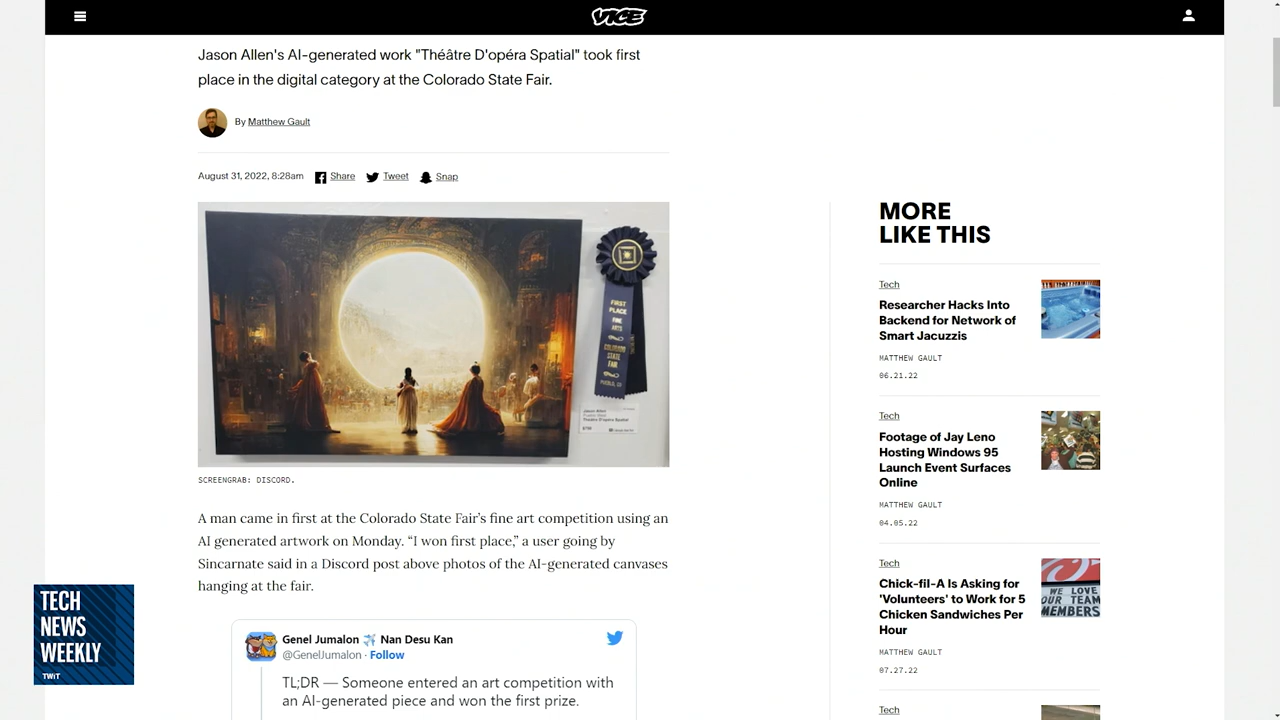 VICE
Jason Allen's AI-generated work "Théâtre D'opéra Spatial" took first
place in the digital category at the Colorado State Fair.
By Matthew Gault
August 31, 2022, 8:28am
Share
Tweet
Snap
FIRST
PLACE
FINE
ARTS
COLORADO
STATE
FAIR
Jason Allen
Théâtre D'opéra Spatial
SCREENGRAB: DISCORD.
A man came in first at the Colorado State Fair's fine art competition using an
AI generated artwork on Monday. “I won first place,” a user going by
Sincarnate said in a Discord post above photos of the AI-generated canvases
hanging at the fair.
Genel Jumalon ✈️ Nan Desu Kan
@GenelJumalon · Follow
TL;DR — Someone entered an art competition with
an AI-generated piece and won the first prize.
MORE
LIKE THIS
Tech
Researcher Hacks Into
Backend for Network of
Smart Jacuzzis
MATTHEW GAULT
06.21.22
Tech
Footage of Jay Leno
Hosting Windows 95
Launch Event Surfaces
Online
MATTHEW GAULT
04.05.22
Tech
Chick-fil-A Is Asking for
'Volunteers' to Work for 5
Chicken Sandwiches Per
Hour
MATTHEW GAULT
07.27.22
WE LOVE
OUR TEAM
MEMBERS
Tech
TECH
NEWS
WEEKLY
TWiT